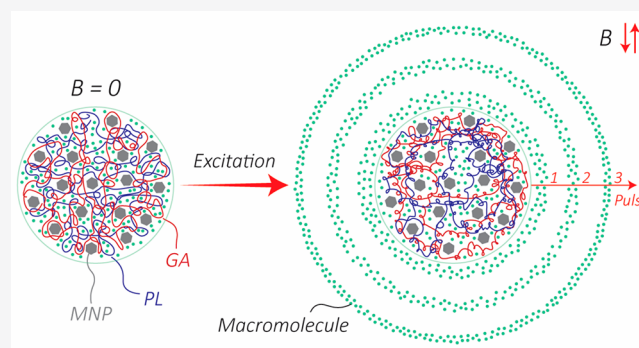 B
B = 0
Excitation
1 2 3
Puls
GA
PL
MNP
Macromolecule